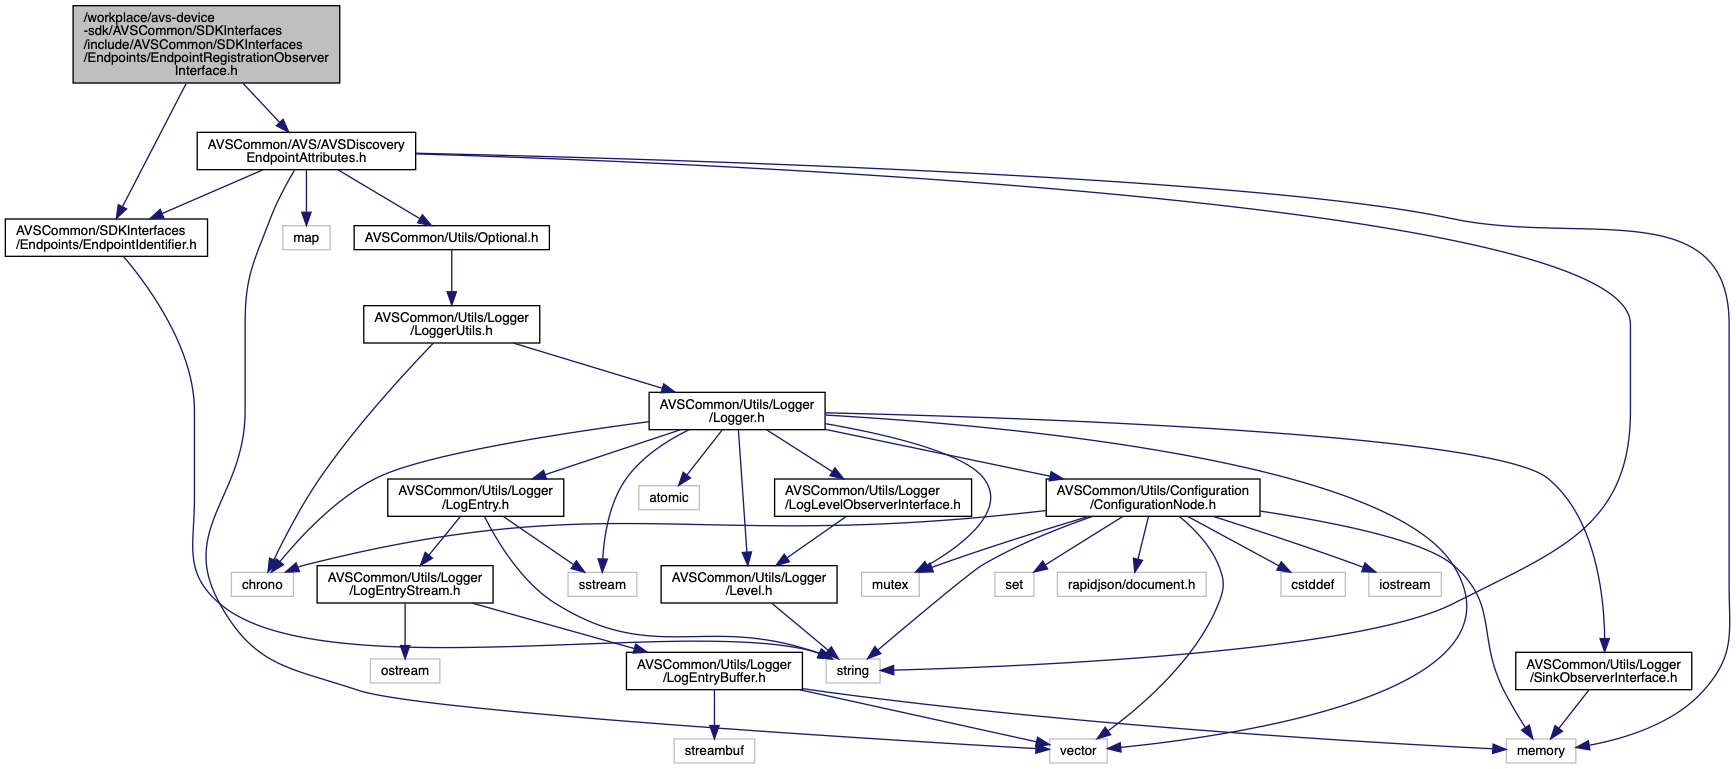 /workplace/avs-device
-sdk/AVSCommon/SDKInterfaces
/include/AVSCommon/SDKInterfaces
/Endpoints/EndpointRegistrationObserver
Interface.h
AVSCommon/AVS/AVSDiscovery
EndpointAttributes.h
AVSCommon/SDKInterfaces
/Endpoints/EndpointIdentifier.h
map
AVSCommon/Utils/Optional.h
AVSCommon/Utils/Logger
/LoggerUtils.h
AVSCommon/Utils/Logger
/Logger.h
AVSCommon/Utils/Logger
/LogEntry.h
atomic
AVSCommon/Utils/Logger
/LogLevelObserverInterface.h
AVSCommon/Utils/Configuration
/ConfigurationNode.h
chrono
AVSCommon/Utils/Logger
/LogEntryStream.h
sstream
AVSCommon/Utils/Logger
/Level.h
mutex
set
rapidjson/document.h
cstddef
iostream
ostream
AVSCommon/Utils/Logger
/LogEntryBuffer.h
string
AVSCommon/Utils/Logger
/SinkObserverInterface.h
streambuf
vector
memory